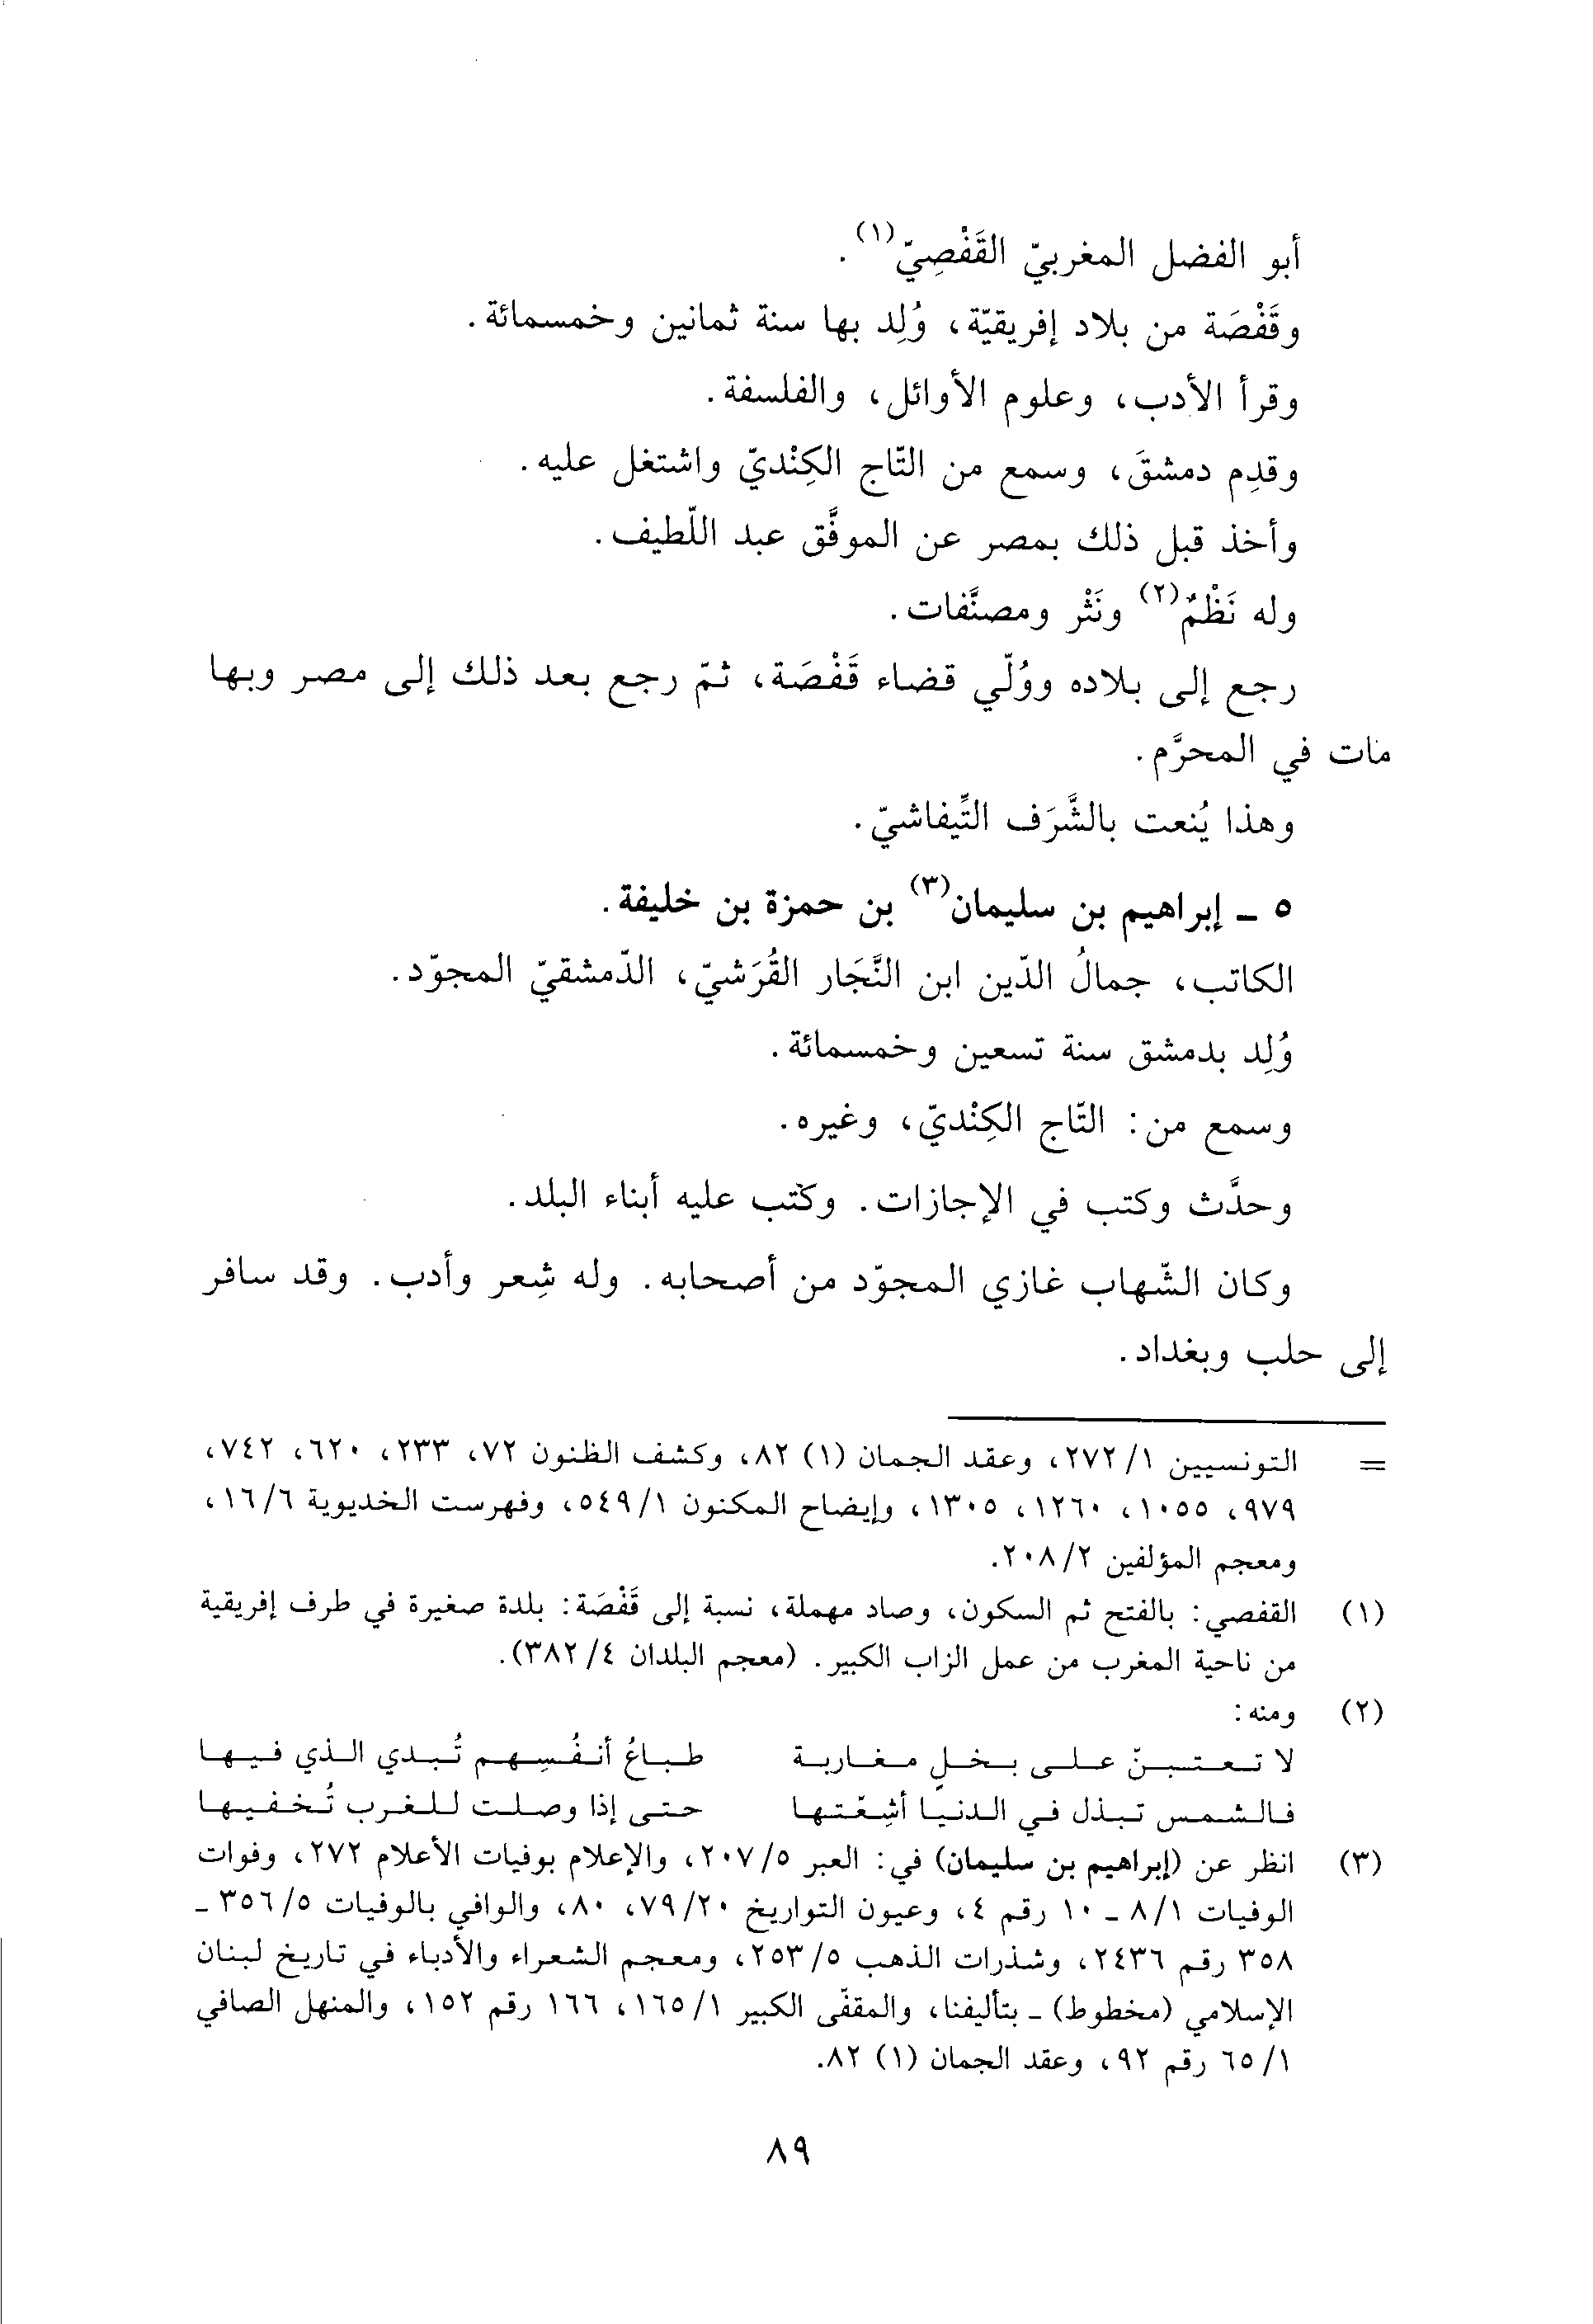 أبو الفضل المغربيّ القَفْصِيّ(١).
وقَفْصَة من بلاد إفريقيّة، وُلِد بها سنة ثمانين وخمسمائة.
وقرأ الأدب، وعلوم الأوائل، والفلسفة.
وقدِم دمشقَ، وسمع من التّاج الكِنْديّ واشتغل عليه.
وأخذ قبل ذلك بمصر عن الموفَّق عبد اللّطيف.
وله نَظْمٌ(٢) ونَثْر ومصنَّفات.
رجع إلى بلاده ووُلّي قضاء قَفْصَة، ثمّ رجع بعد ذلك إلى مصر وبها
مات في المحرَّم.
وهذا يُنعت بالشَّرَف التِّيفاشيّ.
٥ ـ إبراهيم بن سليمان(٣) بن حمزة بن خليفة.
الكاتب، جمالُ الدّين ابن النَّجَار القُرَشيّ، الدّمشقيّ المجوّد.
وُلِد بدمشق سنة تسعين وخمسمائة.
وسمع من: التّاج الكِنْديّ، وغيره.
وحدَّث وكتب في الإجازات. وكتب عليه أبناء البلد.
وكان الشّهاب غازي المجوّد من أصحابه. وله شِعر وأدب. وقد سافر
إلى حلب وبغداد.
= التونسيين ١/ ٢٧٢، وعقد الجمان (١) ٨٢، وكشف الظنون ٧٢، ٢٣٣، ٦٢٠، ٧٤٢،
٩٧٩، ١٠٥٥، ١٢٦٠، ١٣٠٥، وإيضاح المكنون ١/ ٥٤٩، وفهرست الخديوية ٦/ ١٦،
ومعجم المؤلفين ٢/ ٢٠٨.
(١) القفصي: بالفتح ثم السكون، وصاد مهملة، نسبة إلى قَفْصَة: بلدة صغيرة في طرف إفريقية
من ناحية المغرب من عمل الزاب الكبير. (معجم البلدان ٤/ ٣٨٢).
(٢) ومنه:
لا تعتبنّ على بخلٍ مغاربة طباعُ أنفُسِهم تُبدي الذي فيها
فالشمس تبذل في الدنيا أشِعّتها حتى إذا وصلت للغرب تُخفيها
(٣) انظر عن (إبراهيم بن سليمان) في: العبر ٥/ ٢٠٧، والإعلام بوفيات الأعلام ٢٧٢، وفوات
الوفيات ١/ ٨ ـ ١٠ رقم ٤، وعيون التواريخ ٢٠/ ٧٩، ٨٠، والوافي بالوفيات ٥/ ٣٥٦ ـ
٣٥٨ رقم ٢٤٣٦، وشذرات الذهب ٥/ ٢٥٣، ومعجم الشعراء والأدباء في تاريخ لبنان
الإسلامي (مخطوط) ـ بتأليفنا، والمقفّى الكبير ١/ ١٦٥، ١٦٦ رقم ١٥٢، والمنهل الصافي
١/ ٦٥ رقم ٩٢، وعقد الجمان (١) ٨٢.
٨٩